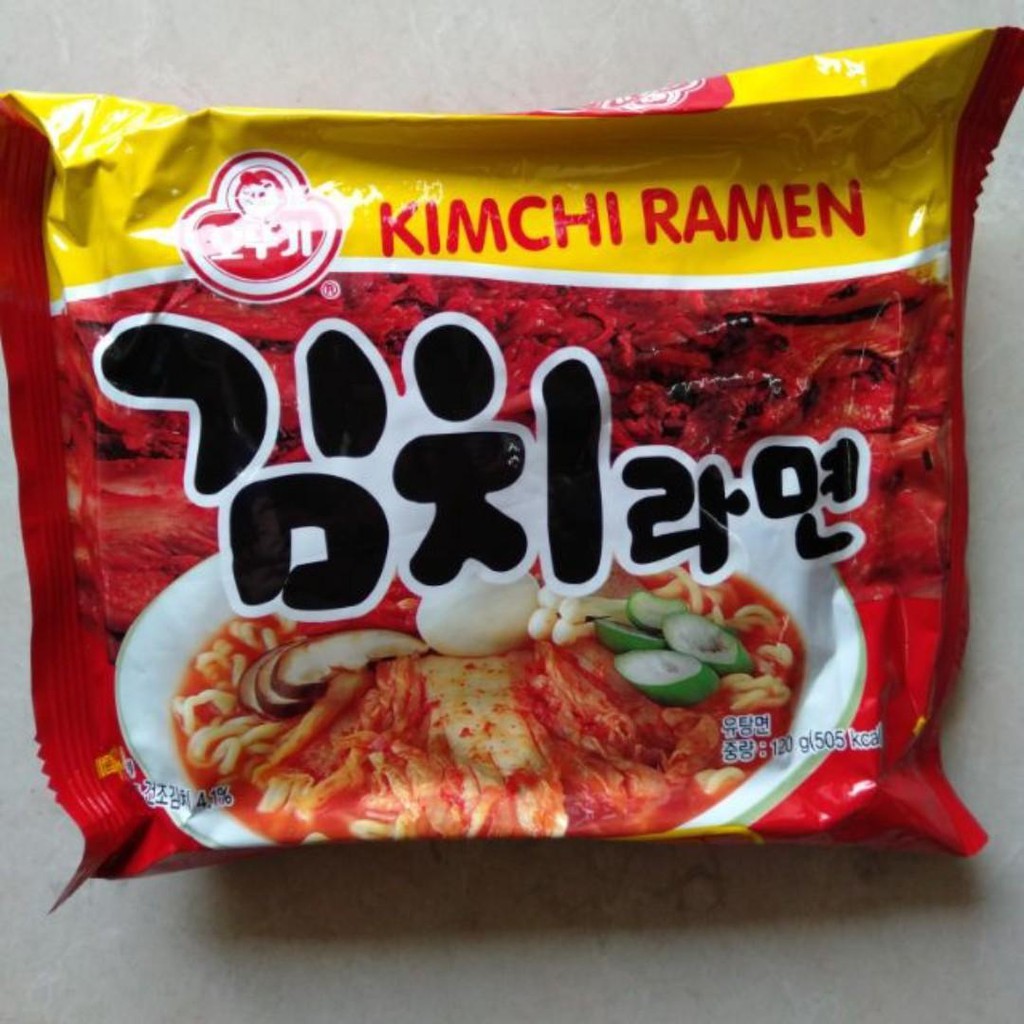 오뚜기
®
KIMCHI RAMEN
김치라면
유탕면
중량 : 120 g(505 kcal
건조김치 4.1%